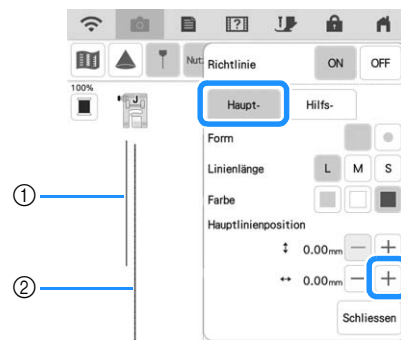 Nut:
Richtlinie ON OFF
100%
J
Haupt- Hilfs-
Form
Linienlänge L M S
Farbe
Hauptlinienposition
↕ 0.00mm − +
↔ 0.00mm − +
Schliessen
①
②